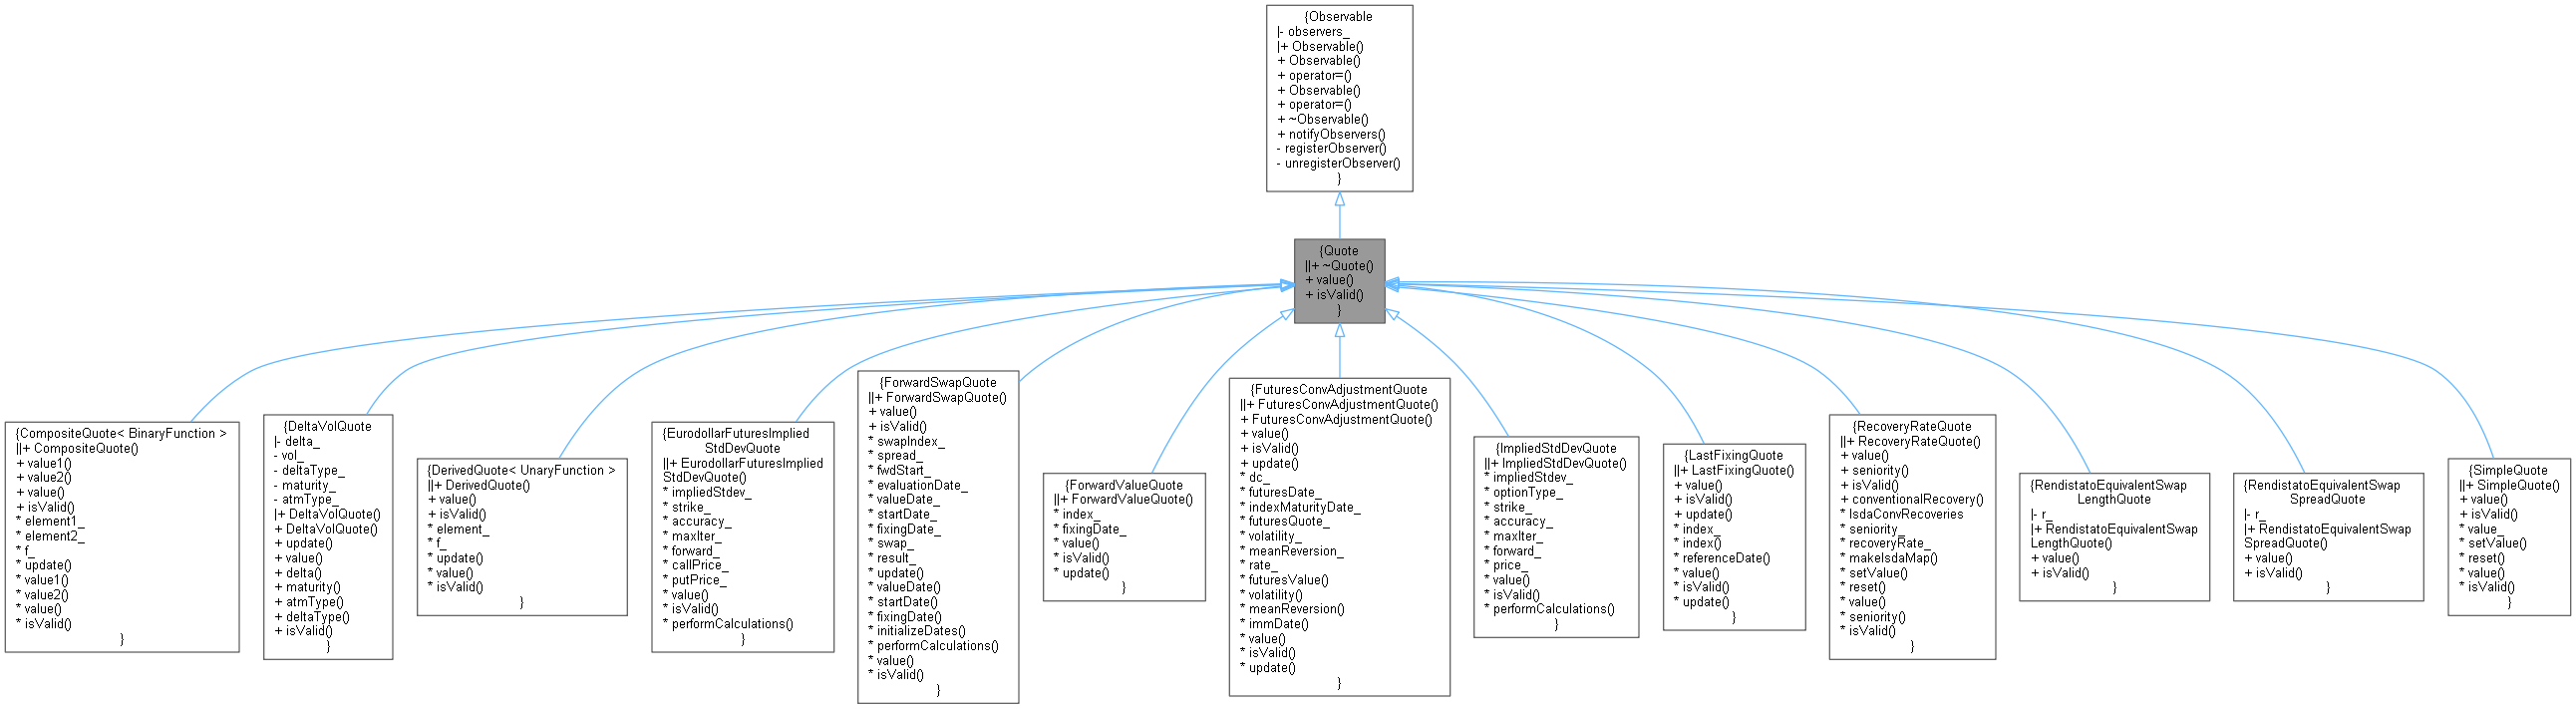 {Observable
|- observers_
|+ Observable()
+ Observable()
+ operator=()
+ Observable()
+ operator=()
+ ~Observable()
+ notifyObservers()
- registerObserver()
- unregisterObserver()
}
{Quote
||+ ~Quote()
+ value()
+ isValid()
}
{CompositeQuote< BinaryFunction >
||+ CompositeQuote()
+ value1()
+ value2()
+ value()
+ isValid()
* element1_
* element2_
* f_
* update()
* value1()
* value2()
* value()
* isValid()
}
{DeltaVolQuote
|- delta_
- vol_
- deltaType_
- maturity_
- atmType_
|+ DeltaVolQuote()
+ DeltaVolQuote()
+ update()
+ value()
+ delta()
+ maturity()
+ atmType()
+ deltaType()
+ isValid()
}
{DerivedQuote< UnaryFunction >
||+ DerivedQuote()
+ value()
+ isValid()
* element_
* f_
* update()
* value()
* isValid()
}
{EurodollarFuturesImplied
StdDevQuote
||+ EurodollarFuturesImplied
StdDevQuote()
* impliedStdev_
* strike_
* accuracy_
* maxIter_
* forward_
* callPrice_
* putPrice_
* value()
* isValid()
* performCalculations()
}
{ForwardSwapQuote
||+ ForwardSwapQuote()
+ value()
+ isValid()
* swapIndex_
* spread_
* fwdStart_
* evaluationDate_
* valueDate_
* startDate_
* fixingDate_
* swap_
* result_
* update()
* valueDate()
* startDate()
* fixingDate()
* initializeDates()
* performCalculations()
* value()
* isValid()
}
{ForwardValueQuote
||+ ForwardValueQuote()
* index_
* fixingDate_
* value()
* isValid()
* update()
}
{FuturesConvAdjustmentQuote
||+ FuturesConvAdjustmentQuote()
+ FuturesConvAdjustmentQuote()
+ value()
+ isValid()
+ update()
* dc_
* futuresDate_
* indexMaturityDate_
* futuresQuote_
* volatility_
* meanReversion_
* rate_
* futuresValue()
* volatility()
* meanReversion()
* immDate()
* value()
* isValid()
* update()
}
{ImpliedStdDevQuote
||+ ImpliedStdDevQuote()
* impliedStdev_
* optionType_
* strike_
* accuracy_
* maxIter_
* forward_
* price_
* value()
* isValid()
* performCalculations()
}
{LastFixingQuote
||+ LastFixingQuote()
+ value()
+ isValid()
+ update()
* index_
* index()
* referenceDate()
* value()
* isValid()
* update()
}
{RecoveryRateQuote
||+ RecoveryRateQuote()
+ value()
+ seniority()
+ isValid()
+ conventionalRecovery()
* IsdaConvRecoveries
* seniority_
* recoveryRate_
* makeIsdaMap()
* setValue()
* reset()
* value()
* seniority()
* isValid()
}
{RendistatoEquivalentSwap
LengthQuote
|- r_
|+ RendistatoEquivalentSwap
LengthQuote()
+ value()
+ isValid()
}
{RendistatoEquivalentSwap
SpreadQuote
|- r_
|+ RendistatoEquivalentSwap
SpreadQuote()
+ value()
+ isValid()
}
{SimpleQuote
||+ SimpleQuote()
+ value()
+ isValid()
* value_
* setValue()
* reset()
* value()
* isValid()
}